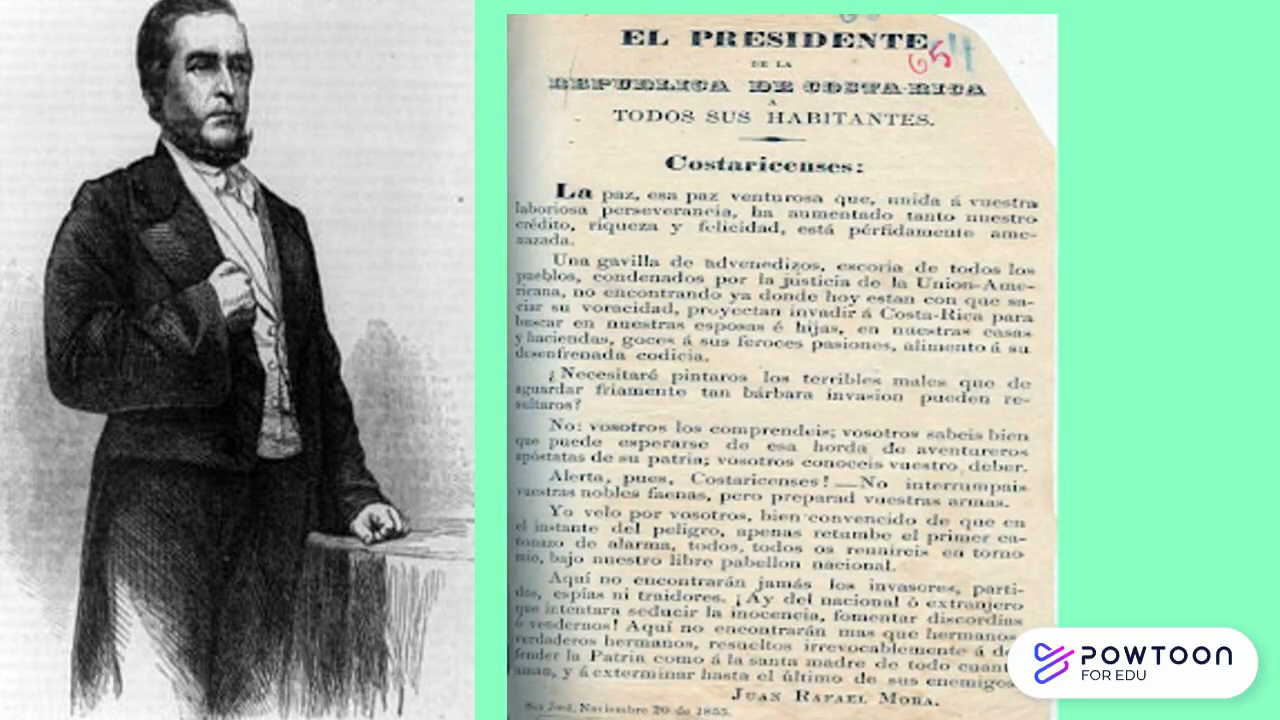 EL PRESIDENTE
DE LA
REPUBLICA DE COSTA-RICA
A
TODOS SUS HABITANTES.
Costaricenses:
La paz, esa paz venturosa que, unida á vuestra
laboriosa perseverancia, ha aumentado tanto nuestro
crédito, riqueza y felicidad, está pérfidamente ame-
nazada.
Una gavilla de advenedizos, escoria de todos los
pueblos, condenados por la justicia de la Union-Ame-
ricana, no encontrando ya donde hoy estan con que sa-
ciar su voracidad, proyectan invadir á Costa-Rica para
buscar en nuestras esposas é hijas, en nuestras casas
y haciendas, goces á sus feroces pasiones, alimento á su
desenfrenada codicia.
¿Necesitaré pintaros los terribles males que de
aguardar friamente tan bárbara invasion pueden re-
sultaros?
No: vosotros los comprendeis; vosotros sabeis bien
que puede esperarse de esa horda de aventureros
apóstatas de su patria; vosotros conoceis vuestro deber.
Alerta, pues, Costaricenses! —No interrumpais
vuestras nobles faenas, pero preparad vuestras armas.
Yo velo por vosotros, bien convencido de que en
el instante del peligro, apenas retumbe el primer ca-
ñonazo de alarma, todos, todos os reunireis en torno
mio, bajo nuestro libre pabellon nacional.
Aquí no encontrarán jamás los invasores, parti-
dos, espías ni traidores. ¡Ay del nacional ó extranjero
que intentara seducir la inocencia, fomentar discordias
ó vendernos! Aquí no encontrarán mas que hermanos,
verdaderos hermanos, resueltos irrevocablemente á de-
fender la Patria como á la santa madre de todo cuanto
aman, y á exterminar hasta el último de sus enemigos.
JUAN RAFAEL MORA.
San José, Noviembre 20 de 1855.
654
POWTOON
FOR EDU